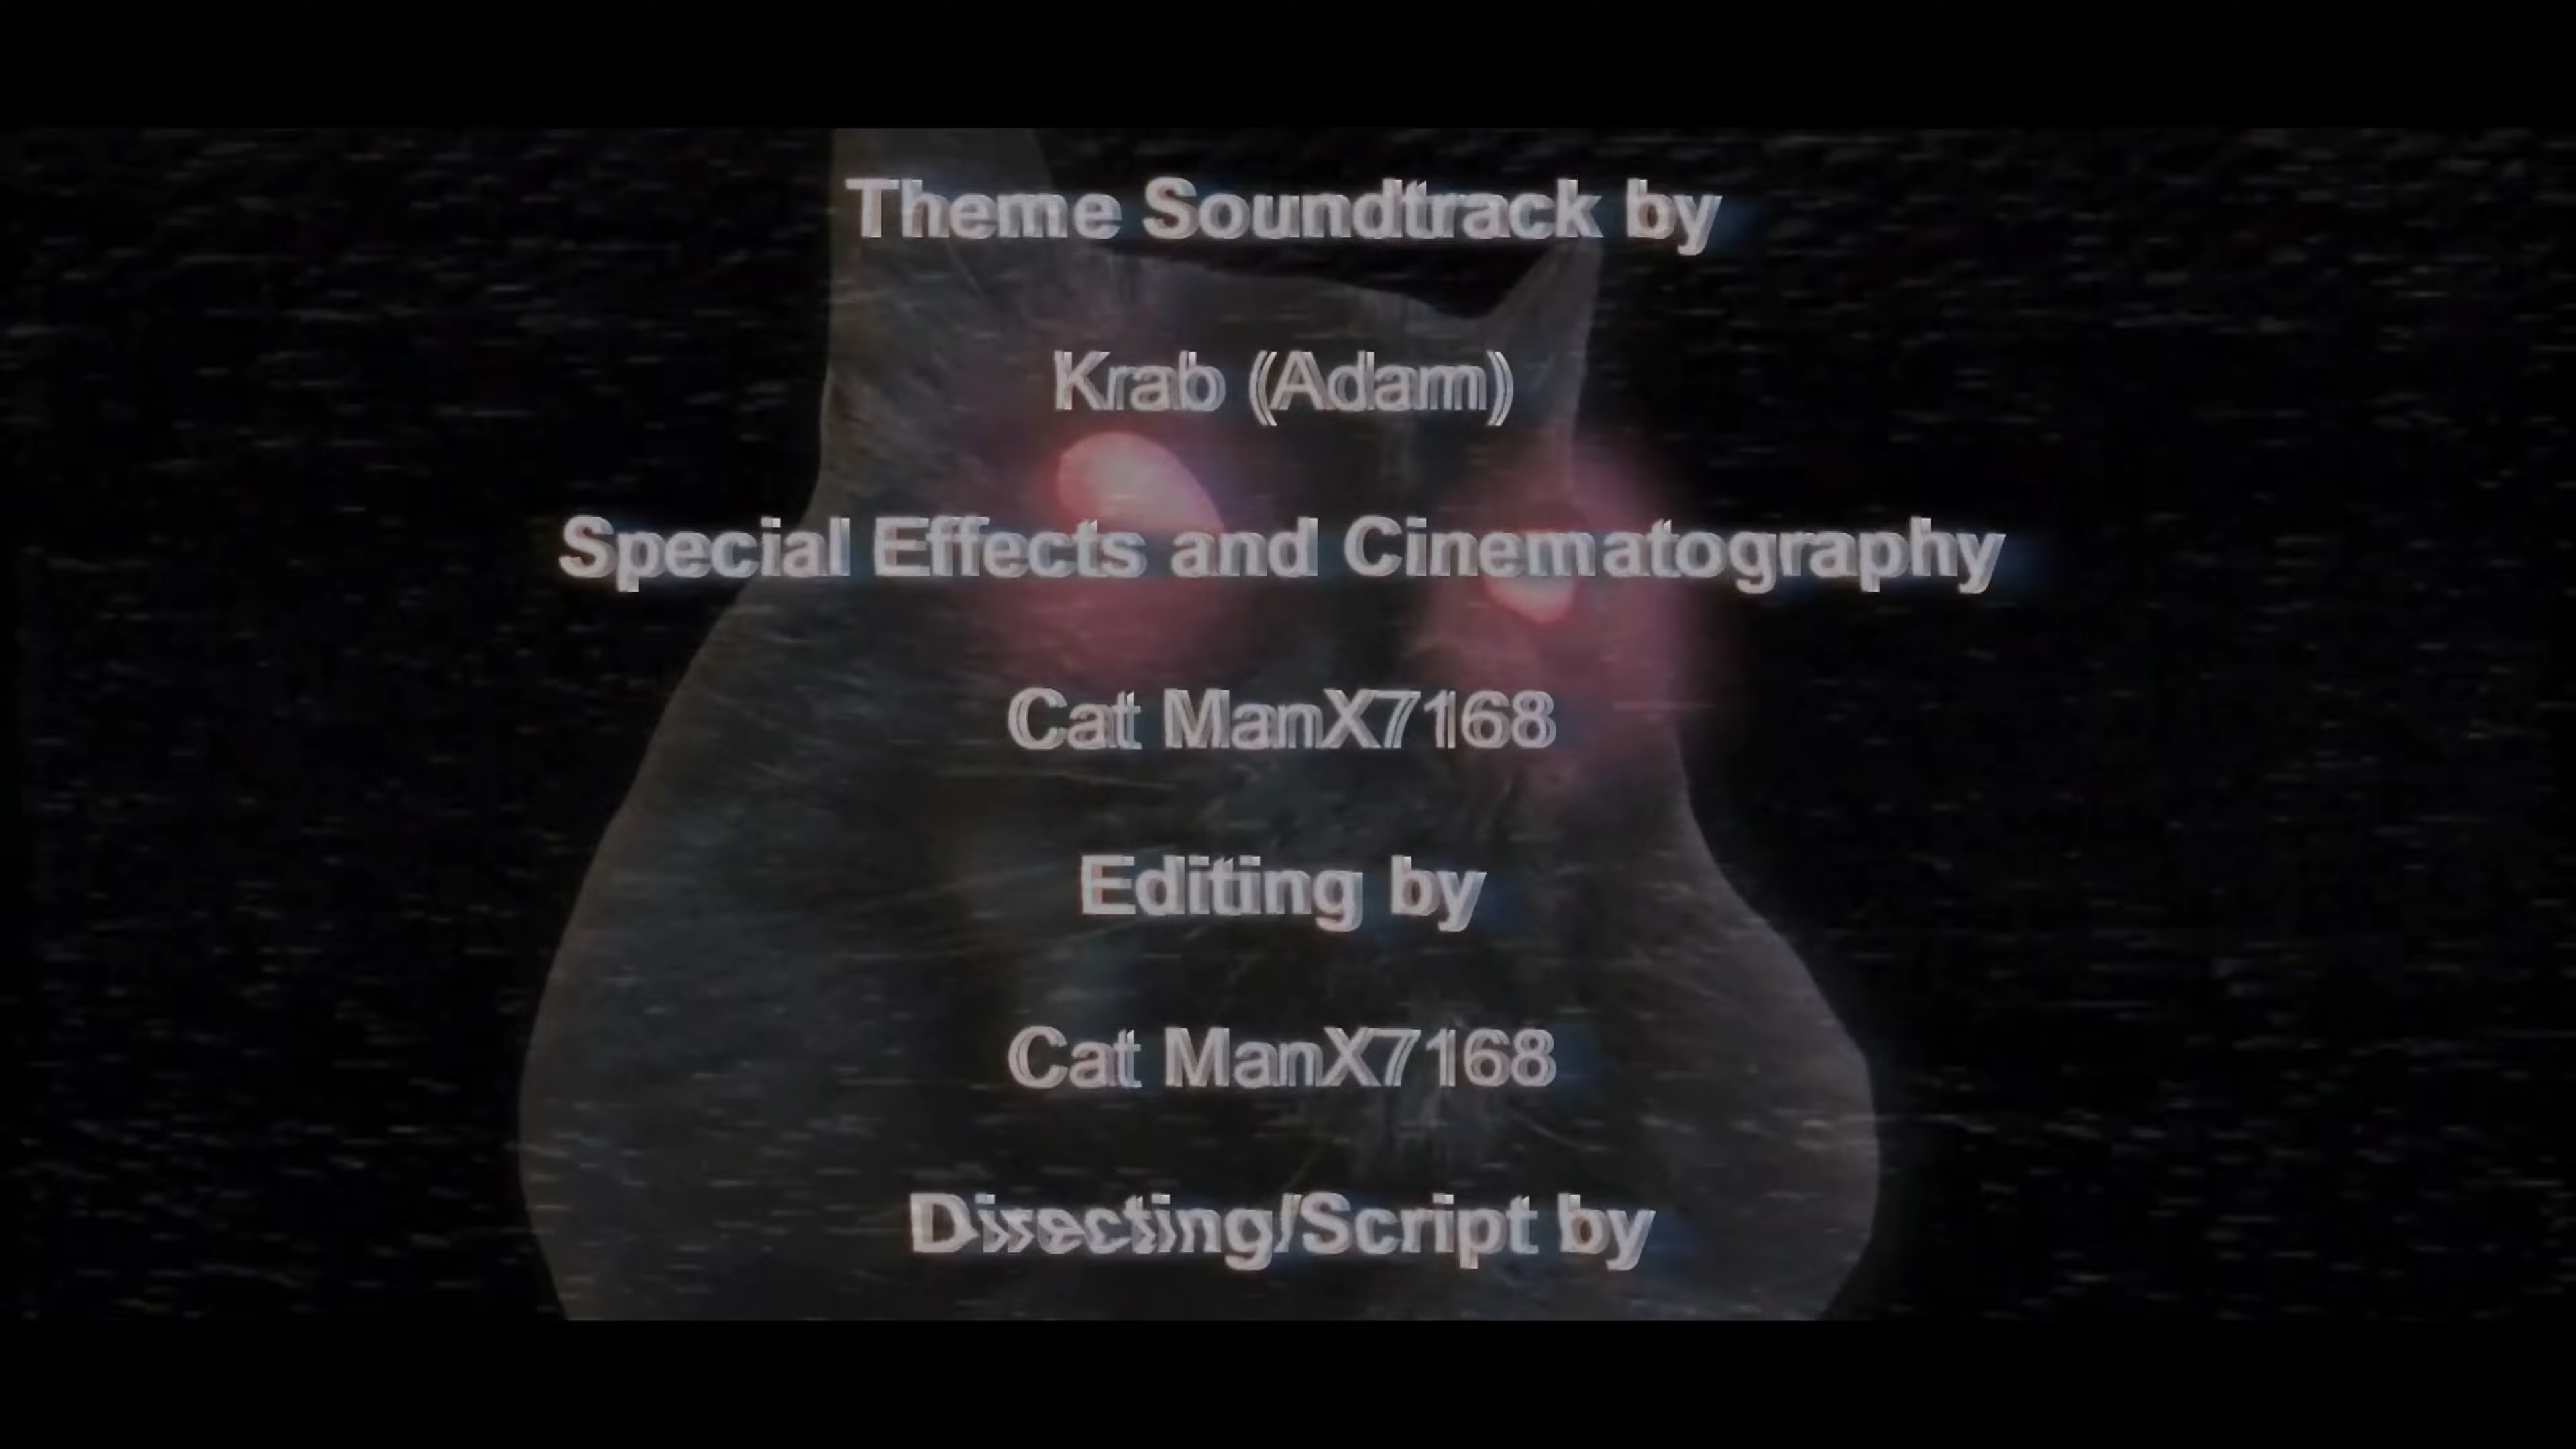 Theme Soundtrack by
Krab (Adam)
Special Effects and Cinematography
Cat ManX7168
Editing by
Cat ManX7168
Directing/Script by